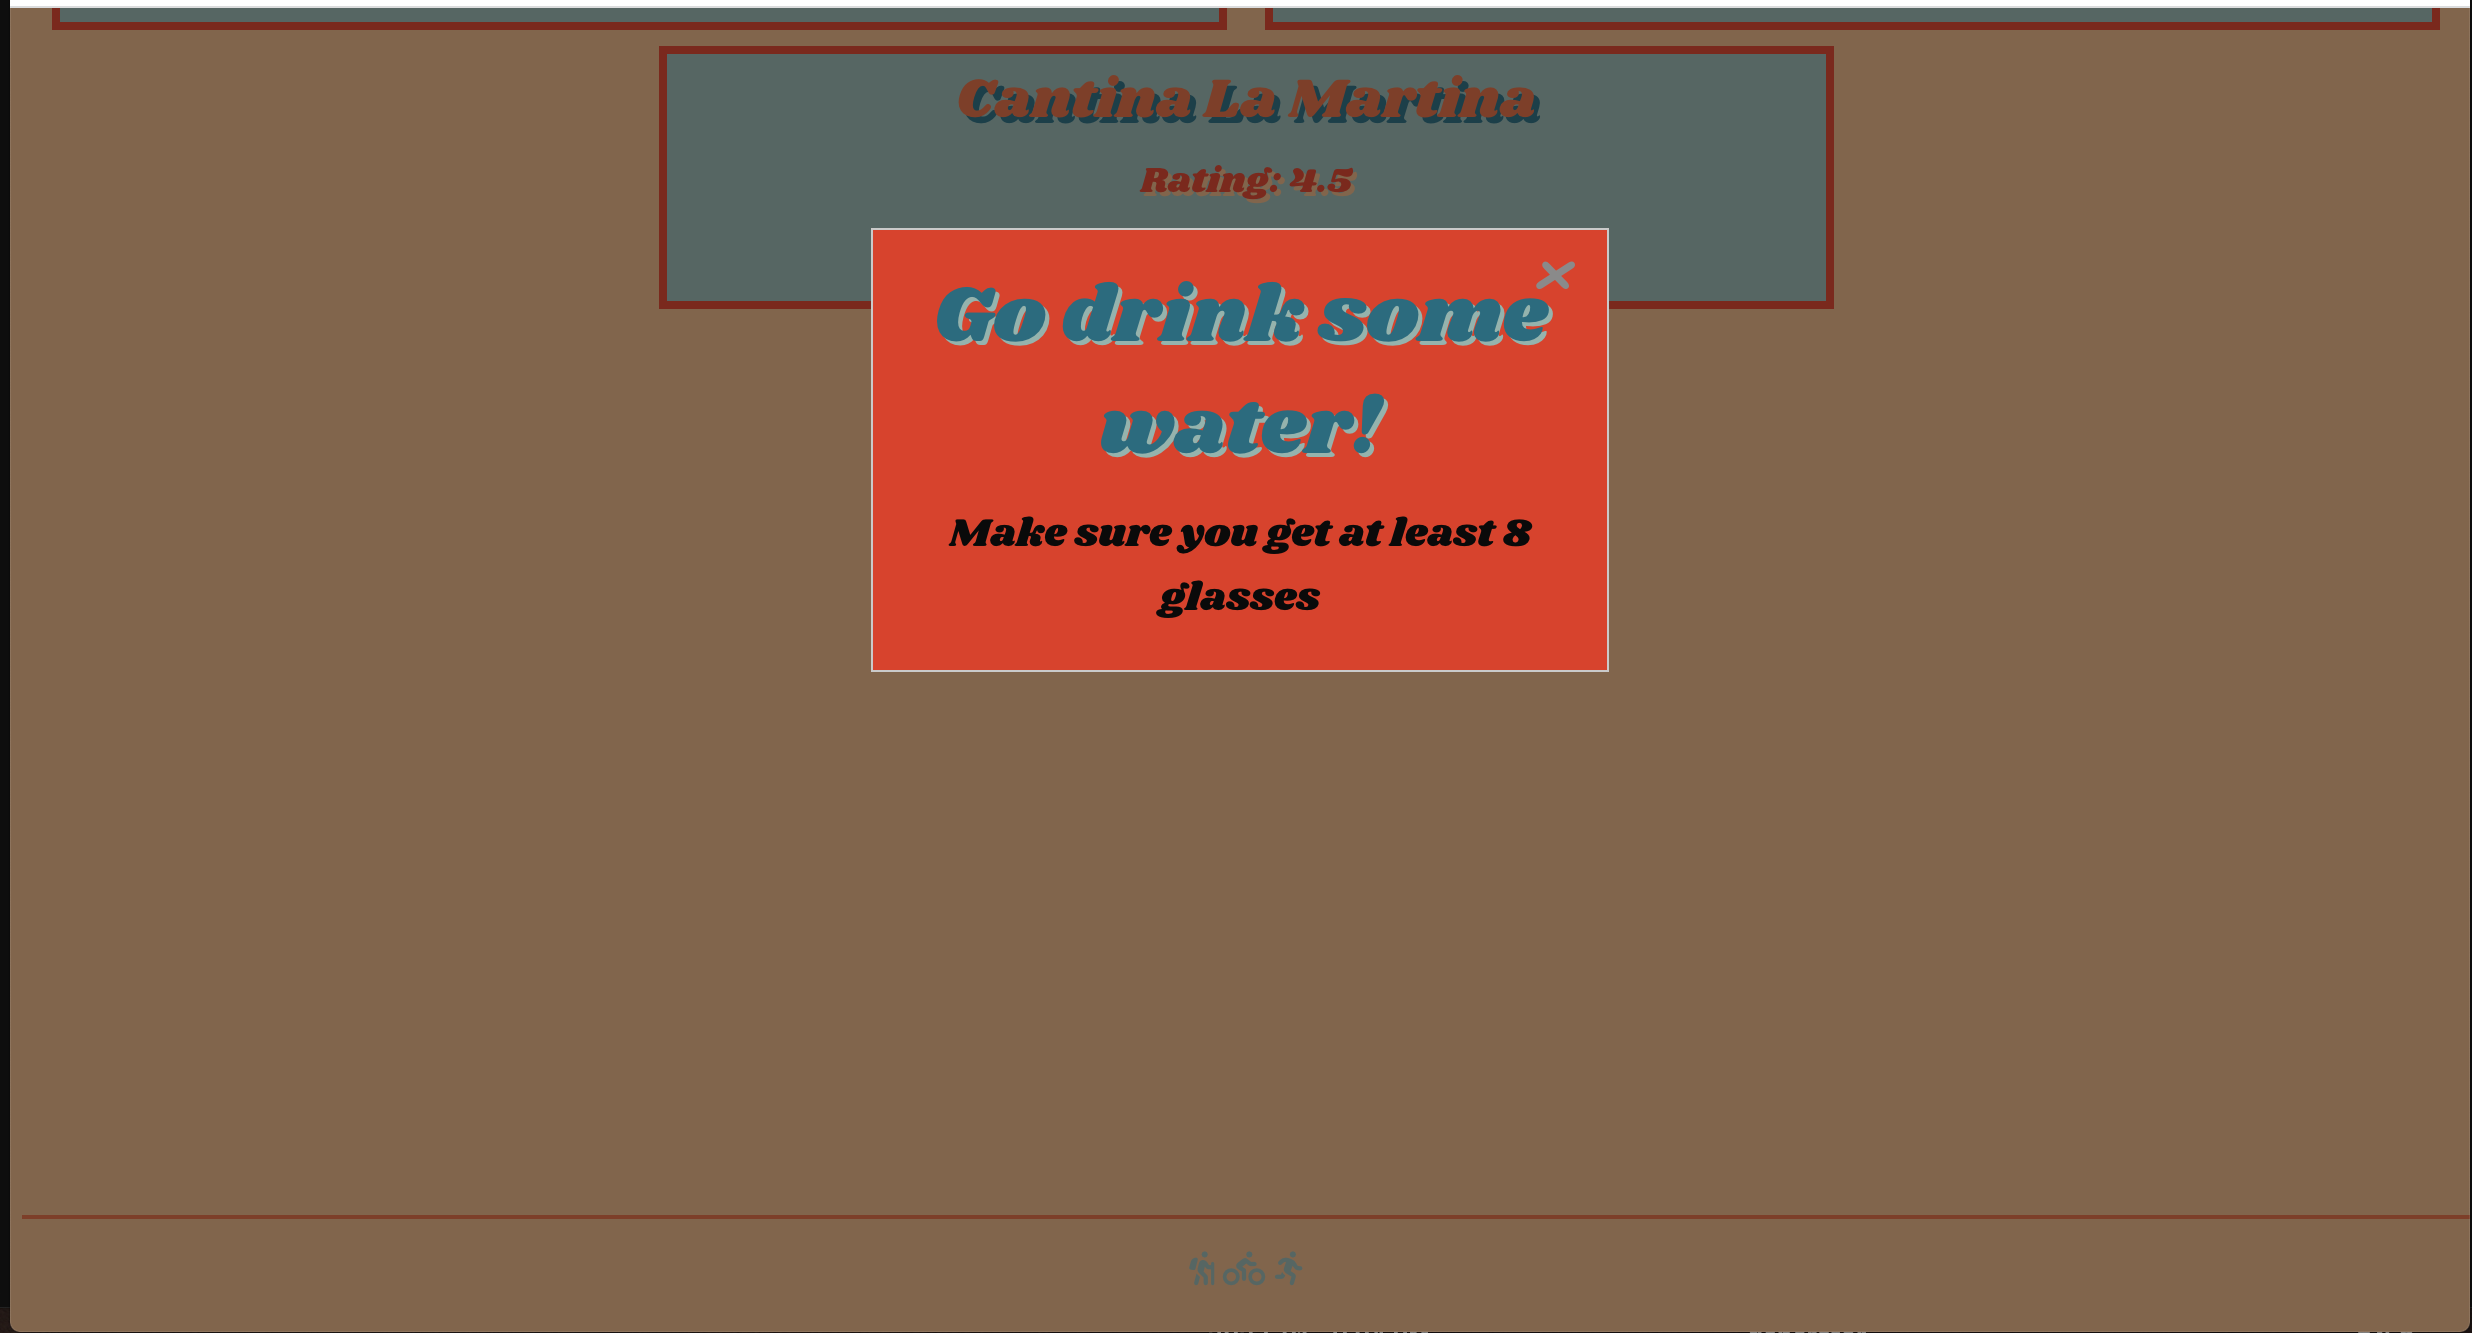 Cantina La Martina
Rating: 4.5
Go drink some
water!
Make sure you get at least 8
glasses